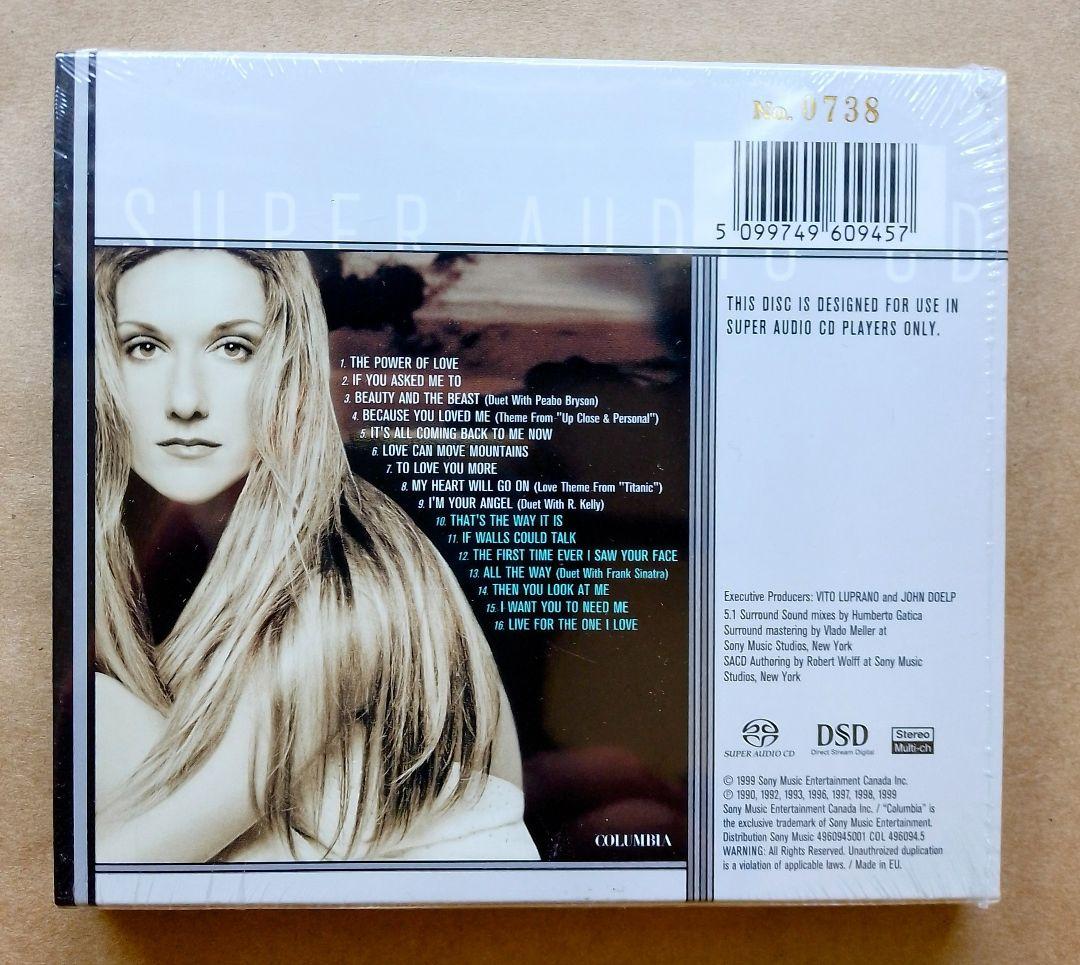 No. 0738
5 099749 609457
SUPER AUDIO CD
THIS DISC IS DESIGNED FOR USE IN
SUPER AUDIO CD PLAYERS ONLY.
1. THE POWER OF LOVE
2. IF YOU ASKED ME TO
3. BEAUTY AND THE BEAST (Duet With Peabo Bryson)
4. BECAUSE YOU LOVED ME (Theme From "Up Close & Personal")
5. IT'S ALL COMING BACK TO ME NOW
6. LOVE CAN MOVE MOUNTAINS
7. TO LOVE YOU MORE
8. MY HEART WILL GO ON (Love Theme From "Titanic")
9. I'M YOUR ANGEL (Duet With R. Kelly)
10. THAT'S THE WAY IT IS
11. IF WALLS COULD TALK
12. THE FIRST TIME EVER I SAW YOUR FACE
13. ALL THE WAY (Duet With Frank Sinatra)
14. THEN YOU LOOK AT ME
15. I WANT YOU TO NEED ME
16. LIVE FOR THE ONE I LOVE
COLUMBIA
Executive Producers: VITO LUPRANO and JOHN DOELP
5.1 Surround Sound mixes by Humberto Gatica
Surround mastering by Vlado Meller at
Sony Music Studios, New York
SACD Authoring by Robert Wolff at Sony Music
Studios, New York
SUPER AUDIO CD
DSD
Direct Stream Digital
Stereo
Multi-ch
© 1999 Sony Music Entertainment Canada Inc.
℗ 1990, 1992, 1993, 1996, 1997, 1998, 1999
Sony Music Entertainment Canada Inc. / "Columbia" is
the exclusive trademark of Sony Music Entertainment.
Distribution Sony Music 4960945001 COL 496094.5
WARNING: All Rights Reserved. Unauthroized duplication
is a violation of applicable laws. / Made in EU.